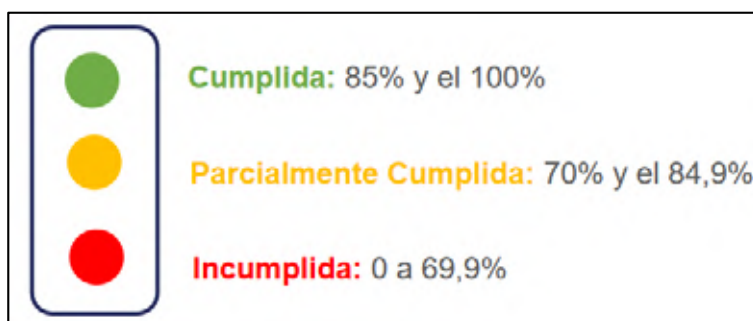 Cumplida: 85% y el 100%
Parcialmente Cumplida: 70% y el 84,9%
Incumplida: 0 a 69,9%